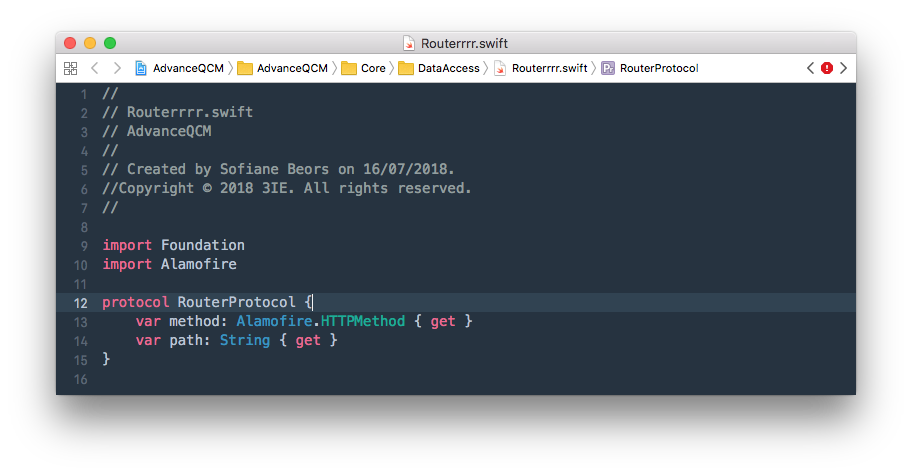 Routerrrr.swift
AdvanceQCM AdvanceQCM Core DataAccess Routerrrr.swift Pr RouterProtocol !
1 //
2 // Routerrrr.swift
3 // AdvanceQCM
4 //
5 // Created by Sofiane Beors on 16/07/2018.
6 //Copyright © 2018 3IE. All rights reserved.
7 //
8
9 import Foundation
10 import Alamofire
11
12 protocol RouterProtocol {
13 var method: Alamofire.HTTPMethod { get }
14 var path: String { get }
15 }
16